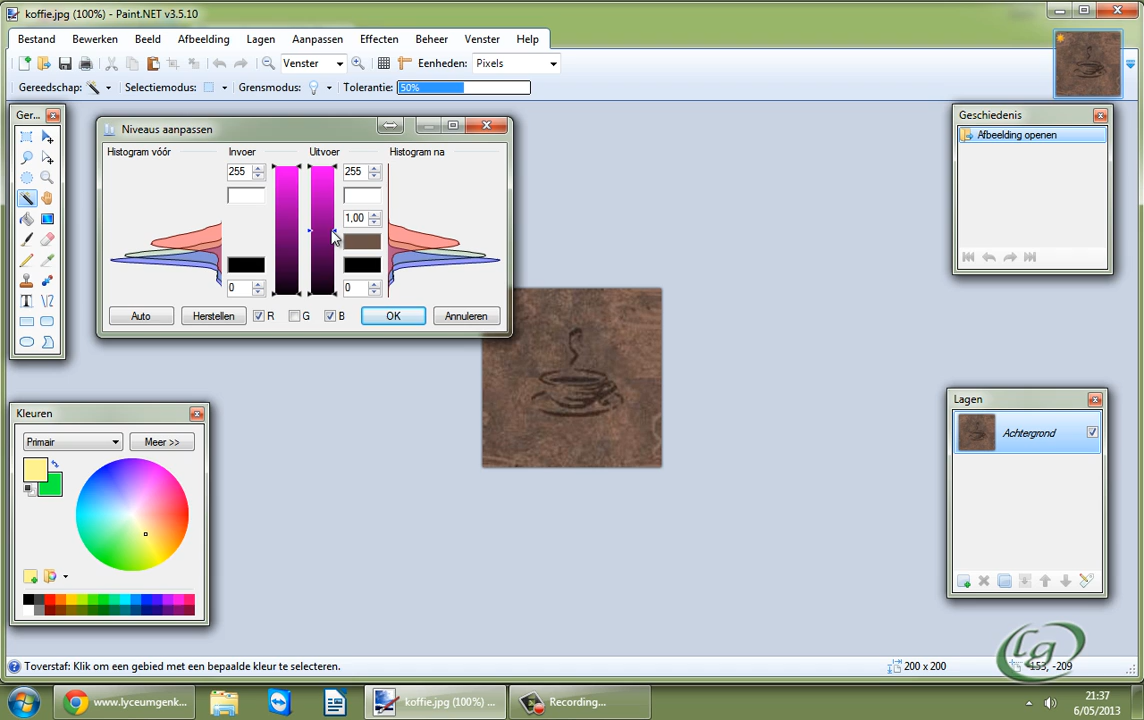 koffie.jpg (100%) - Paint.NET v3.5.10
Bestand Bewerken Beeld Afbeelding Lagen Aanpassen Effecten Beheer Venster Help
Venster Eenheden: Pixels
Gereedschap: Selectiemodus: Grensmodus: Tolerantie: 50%
Ger...
Niveaus aanpassen
Histogram vóór Invoer Uitvoer Histogram na
255 255
1,00
0 0
Auto Herstellen R G B OK Annuleren
Geschiedenis
Afbeelding openen
Kleuren
Primair Meer >>
Lagen
Achtergrond
Toverstaf: Klik om een gebied met een bepaalde kleur te selecteren. 200 x 200 -153, -209
lg
www.lyceumgenk... koffie.jpg (100%) ... Recording... 21:37
6/05/2013